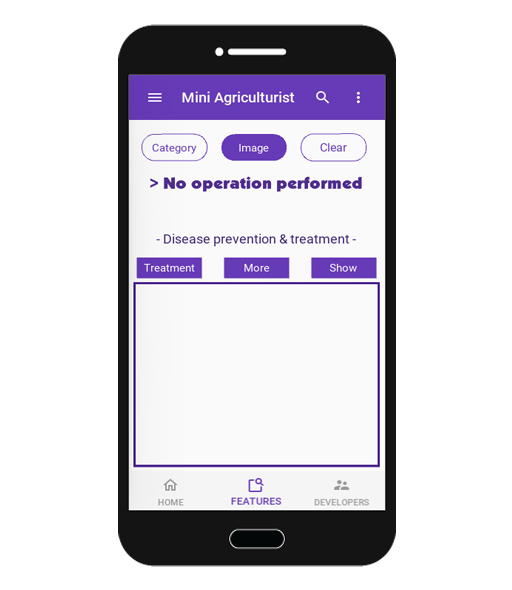 Mini Agriculturist
Category Image Clear
> No operation performed
- Disease prevention & treatment -
Treatment More Show
HOME FEATURES DEVELOPERS